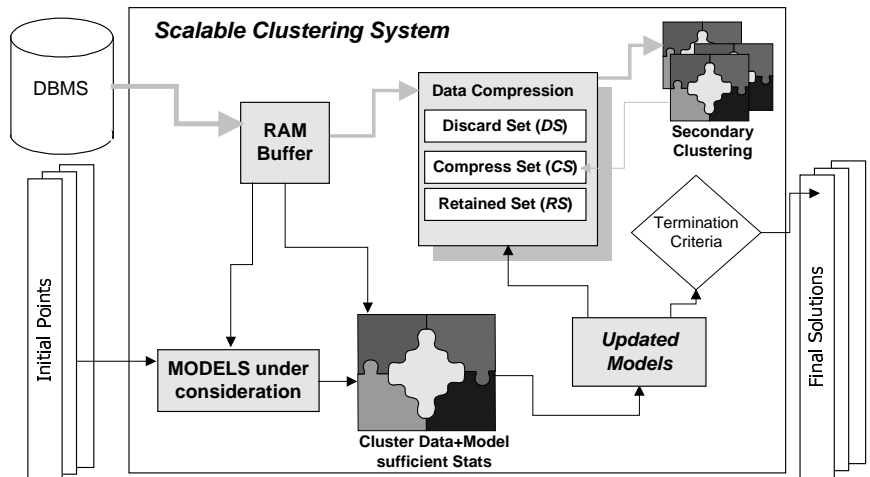 Scalable Clustering System
DBMS
RAM
Buffer
Data Compression
Discard Set (DS)
Compress Set (CS)
Retained Set (RS)
Secondary
Clustering
Termination
Criteria
Initial Points
MODELS under
consideration
Cluster Data+Model
sufficient Stats
Updated
Models
Final Solutions